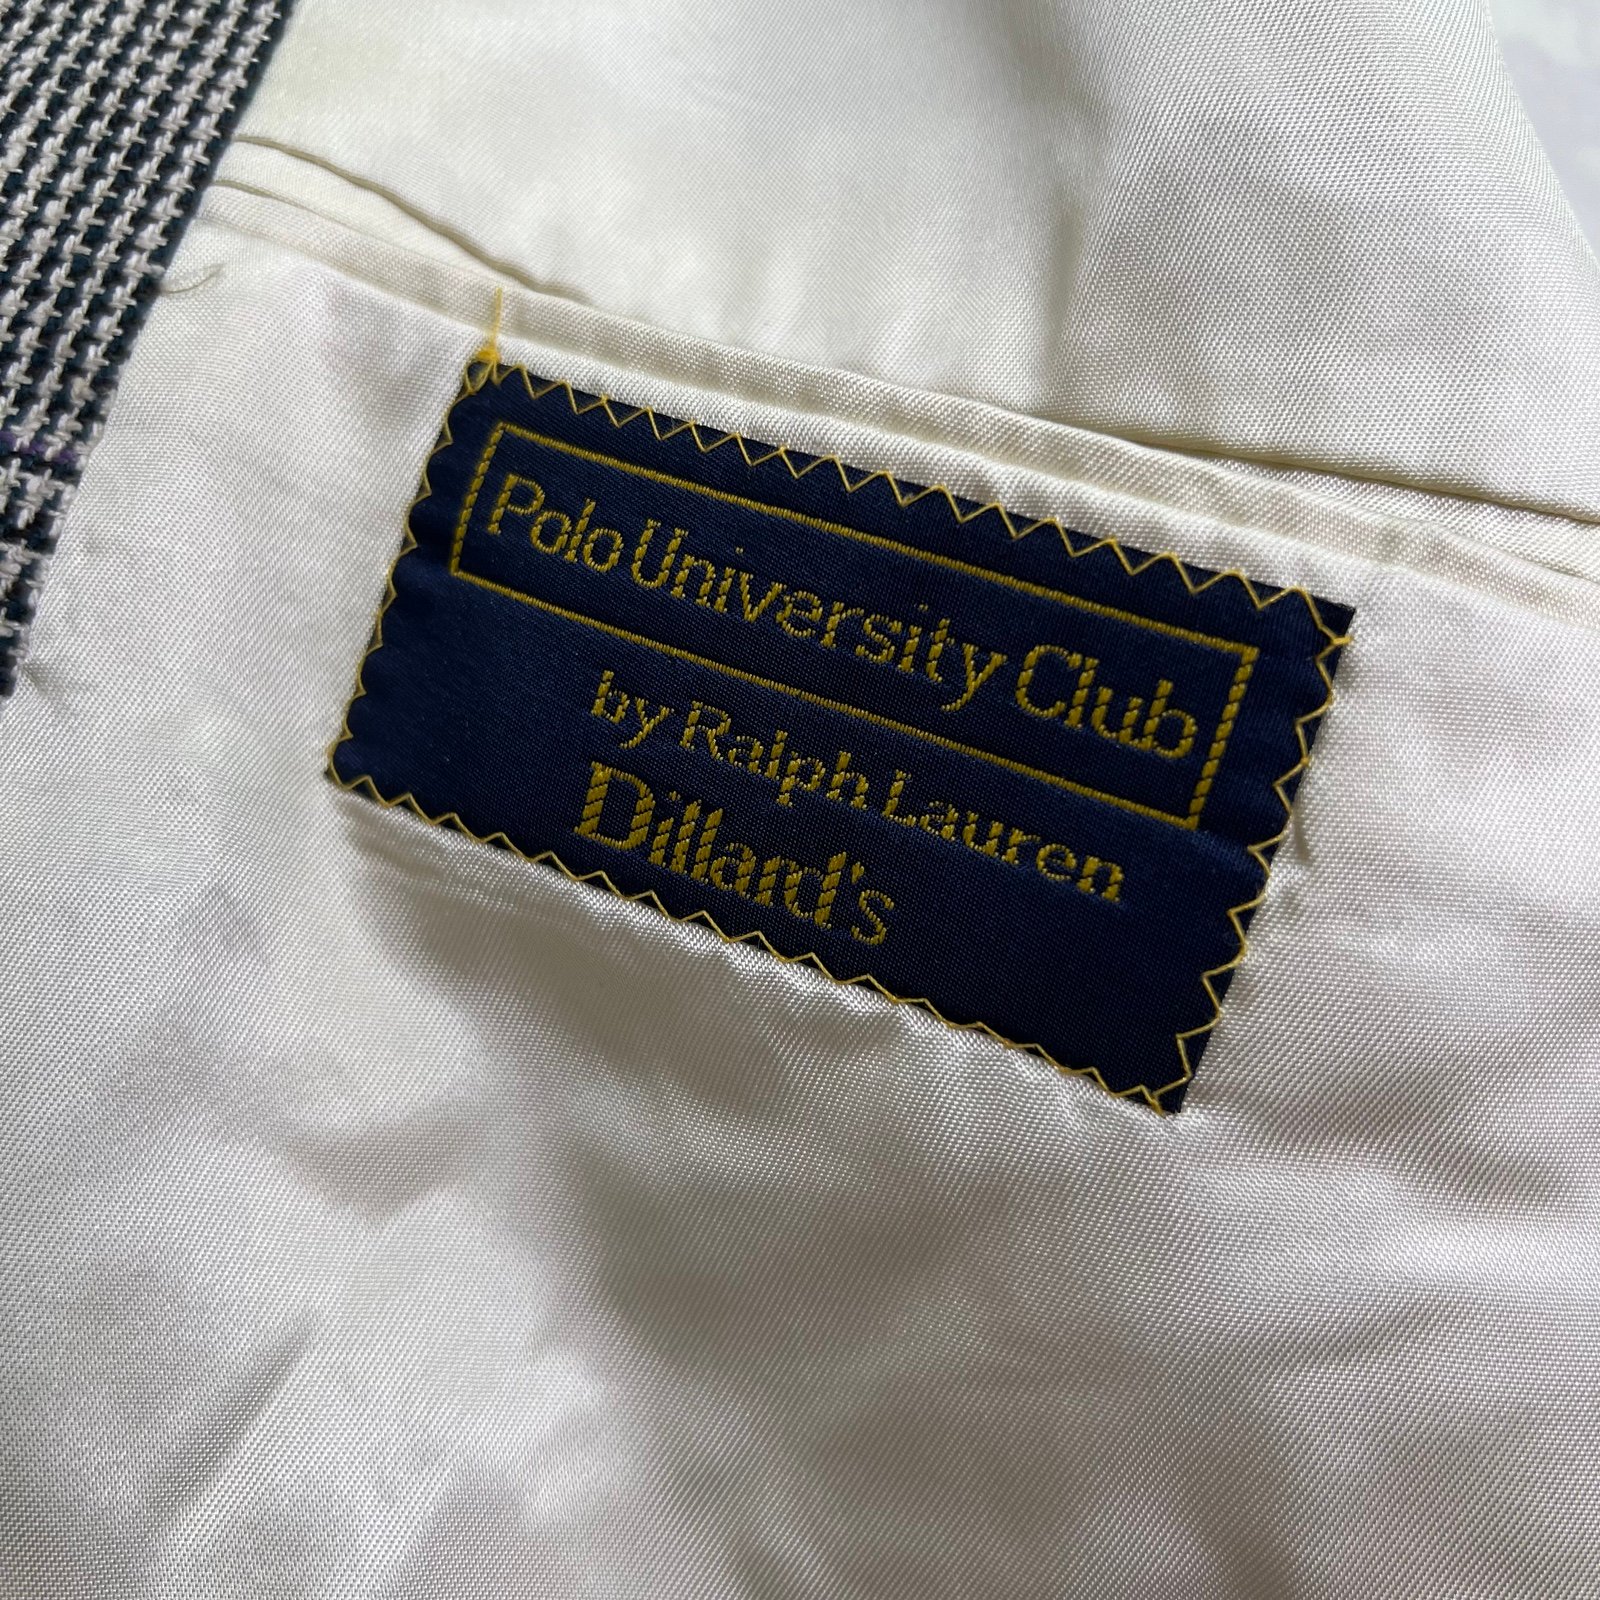 Polo University Club
by Ralph Lauren
Dillard's